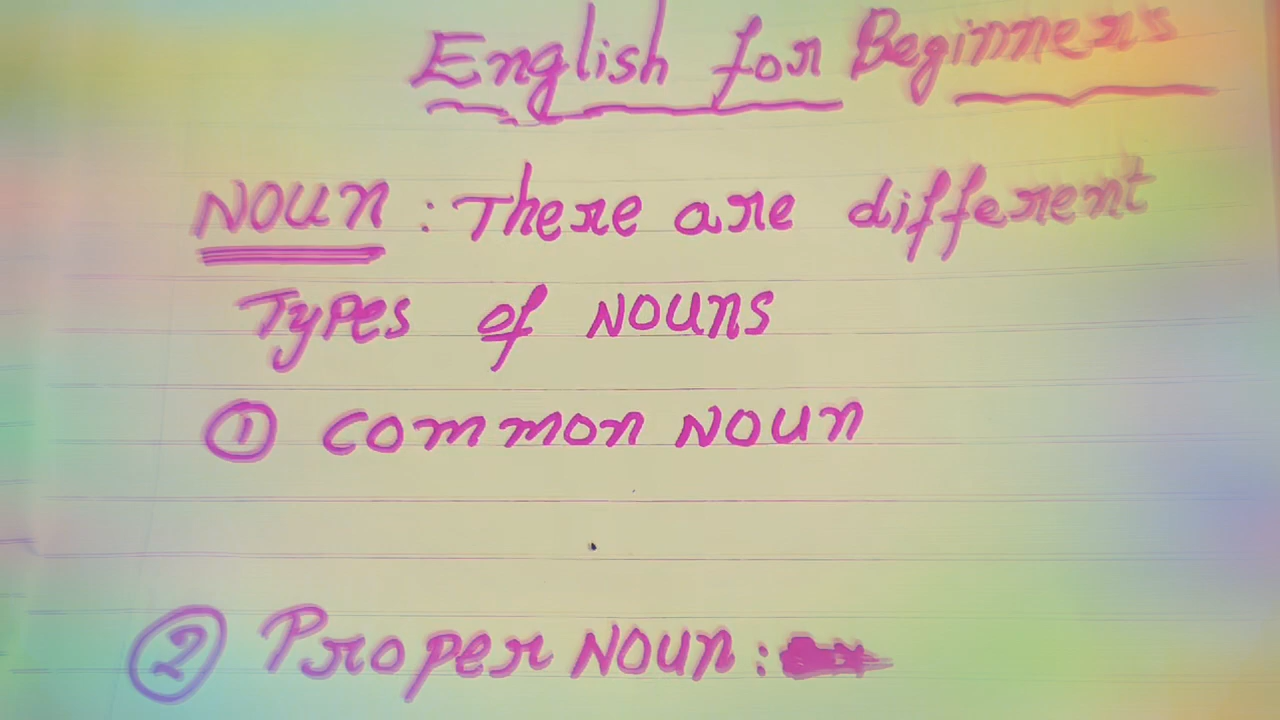 English for Beginners
NOUN : There are different
Types of NOUNS
① Common NOUN
② Proper NOUN :